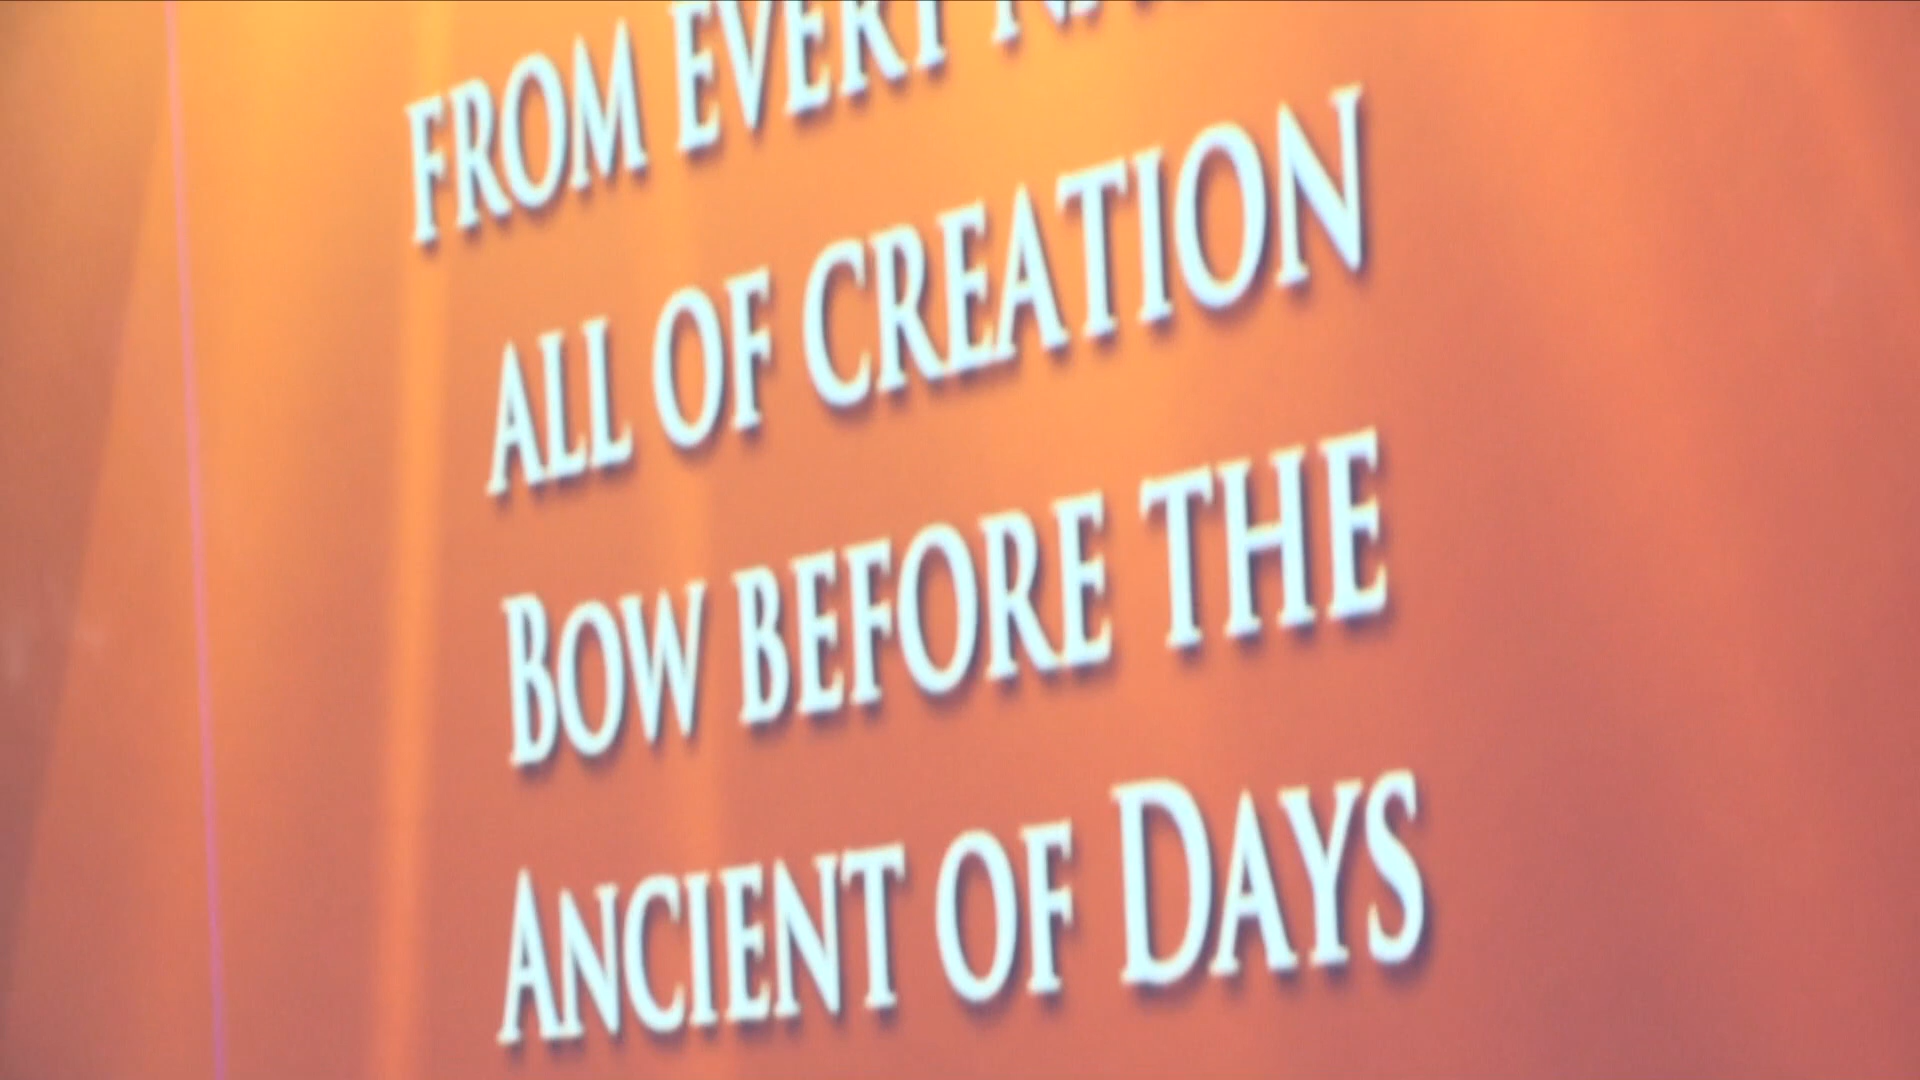 FROM EVERY
ALL OF CREATION
BOW BEFORE THE
ANCIENT OF DAYS